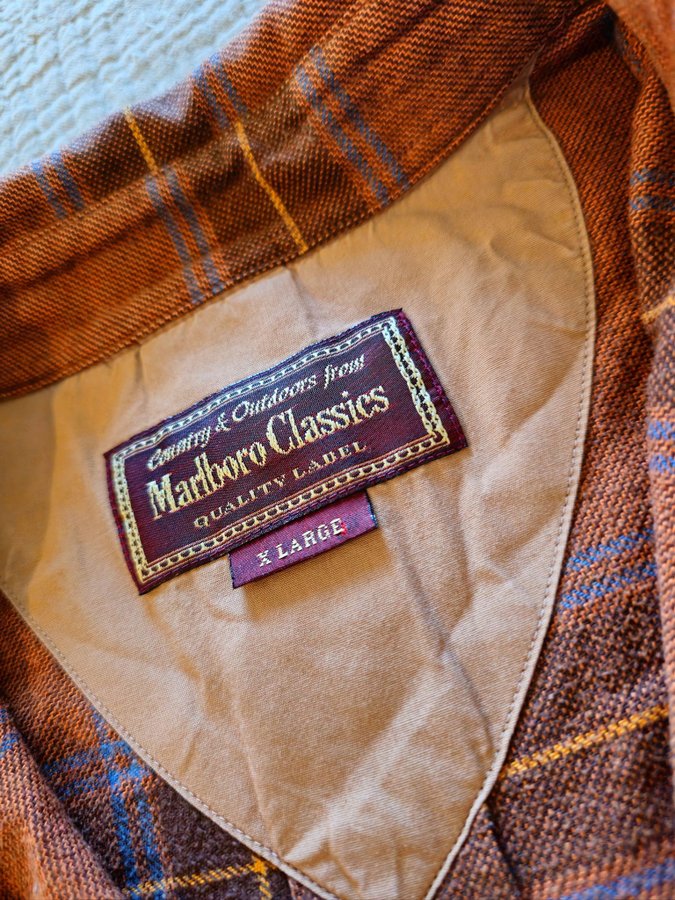 Country & Outdoors from
Marlboro Classics
QUALITY LABEL
X LARGE